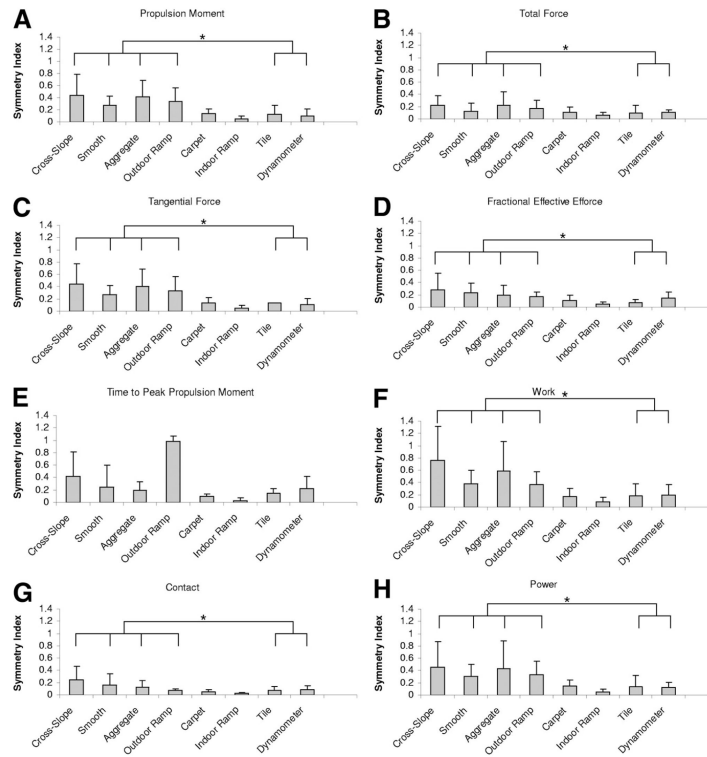 A
Propulsion Moment
Symmetry Index
1.4
1.2
1
0.8
0.6
0.4
0.2
0
*
Cross-Slope
Smooth
Aggregate
Outdoor Ramp
Carpet
Indoor Ramp
Tile
Dynamometer
B
Total Force
Symmetry Index
1.4
1.2
1
0.8
0.6
0.4
0.2
0
*
Cross-Slope
Smooth
Aggregate
Outdoor Ramp
Carpet
Indoor Ramp
Tile
Dynamometer
C
Tangential Force
Symmetry Index
1.4
1.2
1
0.8
0.6
0.4
0.2
0
*
Cross-Slope
Smooth
Aggregate
Outdoor Ramp
Carpet
Indoor Ramp
Tile
Dynamometer
D
Fractional Effective Efforce
Symmetry Index
1.4
1.2
1
0.8
0.6
0.4
0.2
0
*
Cross-Slope
Smooth
Aggregate
Outdoor Ramp
Carpet
Indoor Ramp
Tile
Dynamometer
E
Time to Peak Propulsion Moment
Symmetry Index
1.4
1.2
1
0.8
0.6
0.4
0.2
0
Cross-Slope
Smooth
Aggregate
Outdoor Ramp
Carpet
Indoor Ramp
Tile
Dynamometer
F
Work
Symmetry Index
1.4
1.2
1
0.8
0.6
0.4
0.2
0
*
Cross-Slope
Smooth
Aggregate
Outdoor Ramp
Carpet
Indoor Ramp
Tile
Dynamometer
G
Contact
Symmetry Index
1.4
1.2
1
0.8
0.6
0.4
0.2
0
*
Cross-Slope
Smooth
Aggregate
Outdoor Ramp
Carpet
Indoor Ramp
Tile
Dynamometer
H
Power
Symmetry Index
1.4
1.2
1
0.8
0.6
0.4
0.2
0
*
Cross-Slope
Smooth
Aggregate
Outdoor Ramp
Carpet
Indoor Ramp
Tile
Dynamometer